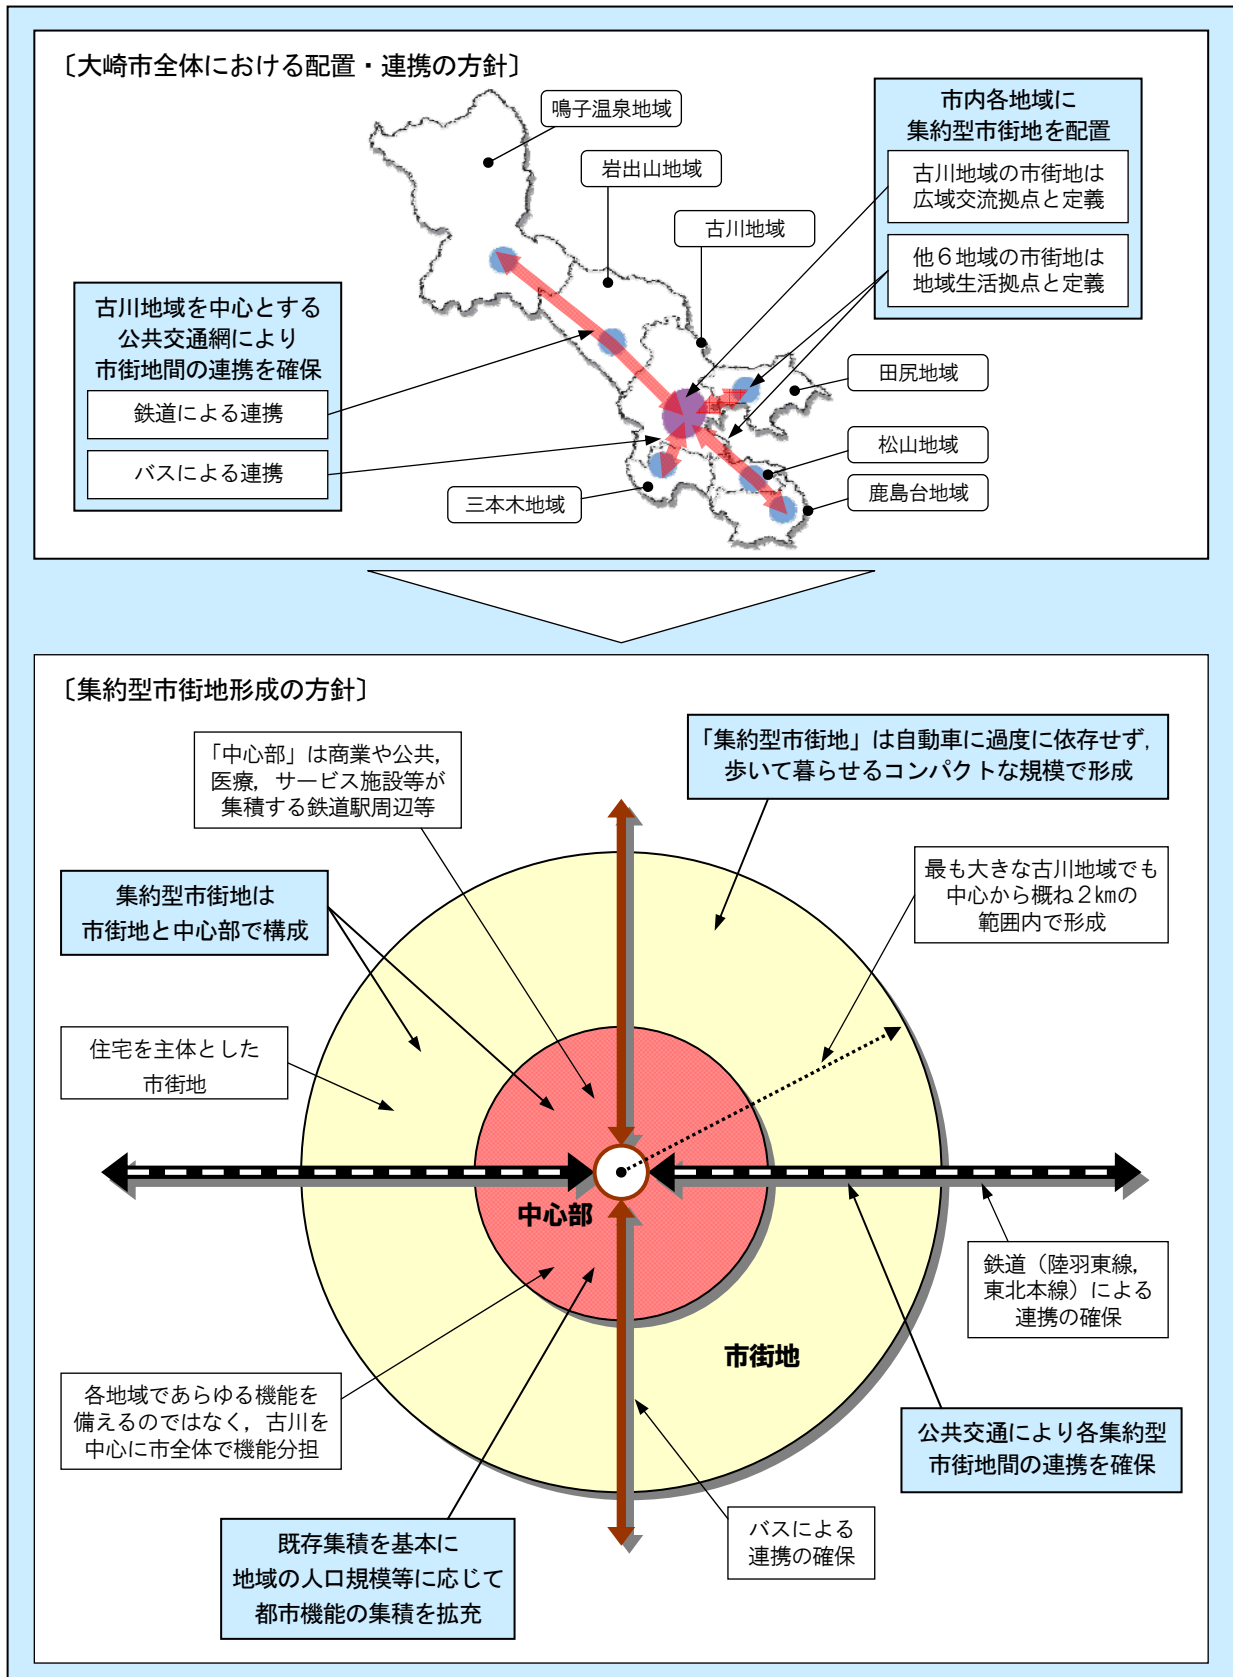 〔大崎市全体における配置・連携の方針〕
鳴子温泉地域
岩出山地域
古川地域
市内各地域に
集約型市街地を配置
古川地域の市街地は
広域交流拠点と定義
他６地域の市街地は
地域生活拠点と定義
古川地域を中心とする
公共交通網により
市街地間の連携を確保
鉄道による連携
バスによる連携
田尻地域
松山地域
鹿島台地域
三本木地域
〔集約型市街地形成の方針〕
「中心部」は商業や公共，
医療，サービス施設等が
集積する鉄道駅周辺等
「集約型市街地」は自動車に過度に依存せず，
歩いて暮らせるコンパクトな規模で形成
集約型市街地は
市街地と中心部で構成
最も大きな古川地域でも
中心から概ね２㎞の
範囲内で形成
住宅を主体とした
市街地
中心部
鉄道（陸羽東線，
東北本線）による
連携の確保
市街地
各地域であらゆる機能を
備えるのではなく，古川を
中心に市全体で機能分担
公共交通により各集約型
市街地間の連携を確保
バスによる
連携の確保
既存集積を基本に
地域の人口規模等に応じて
都市機能の集積を拡充